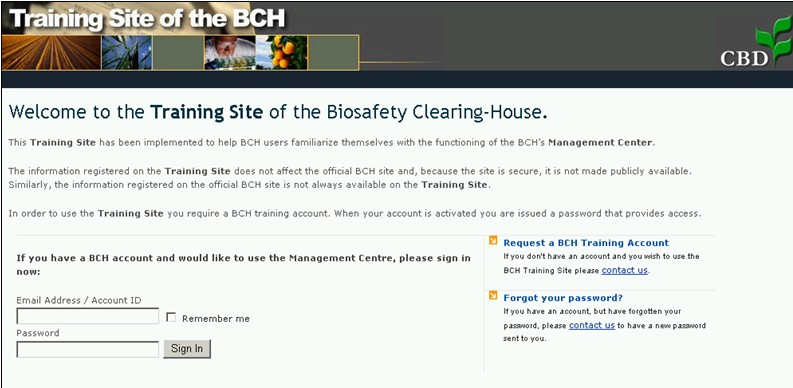 Training Site of the BCH
CBD
Welcome to the Training Site of the Biosafety Clearing-House.
This Training Site has been implemented to help BCH users familiarize themselves with the functioning of the BCH's Management Center.
The information registered on the Training Site does not affect the official BCH site and, because the site is secure, it is not made publicly available.
Similarly, the information registered on the official BCH site is not always available on the Training Site.
In order to use the Training Site you require a BCH training account. When your account is activated you are issued a password that provides access.
If you have a BCH account and would like to use the Management Centre, please sign in
now:
Email Address / Account ID
Remember me
Password
Sign In
Request a BCH Training Account
If you don't have an account and you wish to use the
BCH Training Site please contact us.
Forgot your password?
If you have an account, but have forgotten your
password, please contact us to have a new password
sent to you.